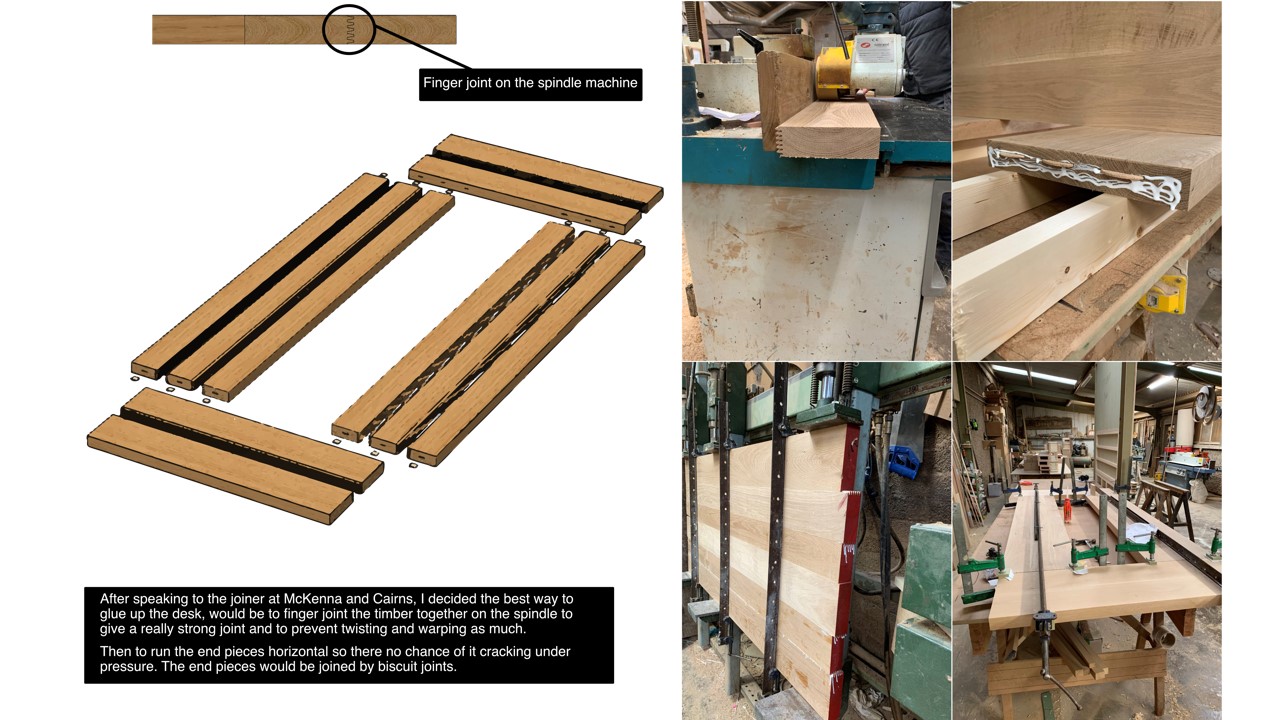 Finger joint on the spindle machine
After speaking to the joiner at McKenna and Cairns, I decided the best way to
glue up the desk, would be to finger joint the timber together on the spindle to
give a really strong joint and to prevent twisting and warping as much.
Then to run the end pieces horizontal so there no chance of it cracking under
pressure. The end pieces would be joined by biscuit joints.